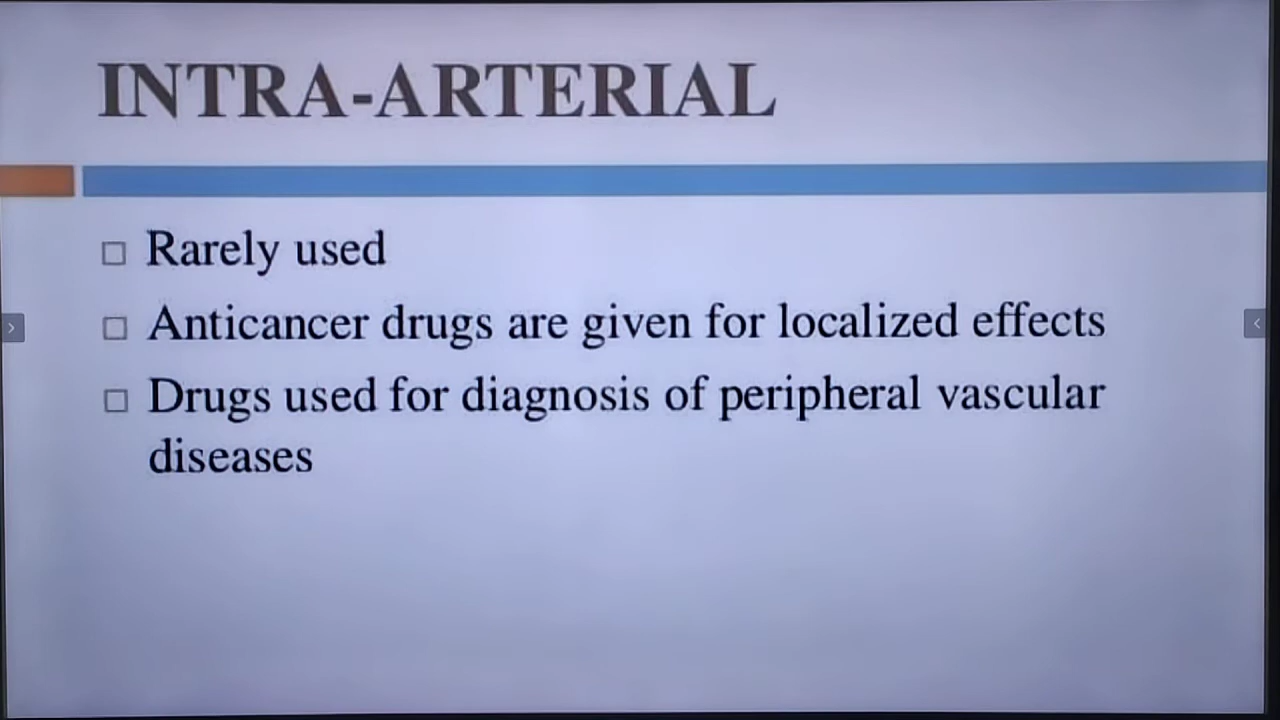 INTRA-ARTERIAL
Rarely used
Anticancer drugs are given for localized effects
Drugs used for diagnosis of peripheral vascular
diseases